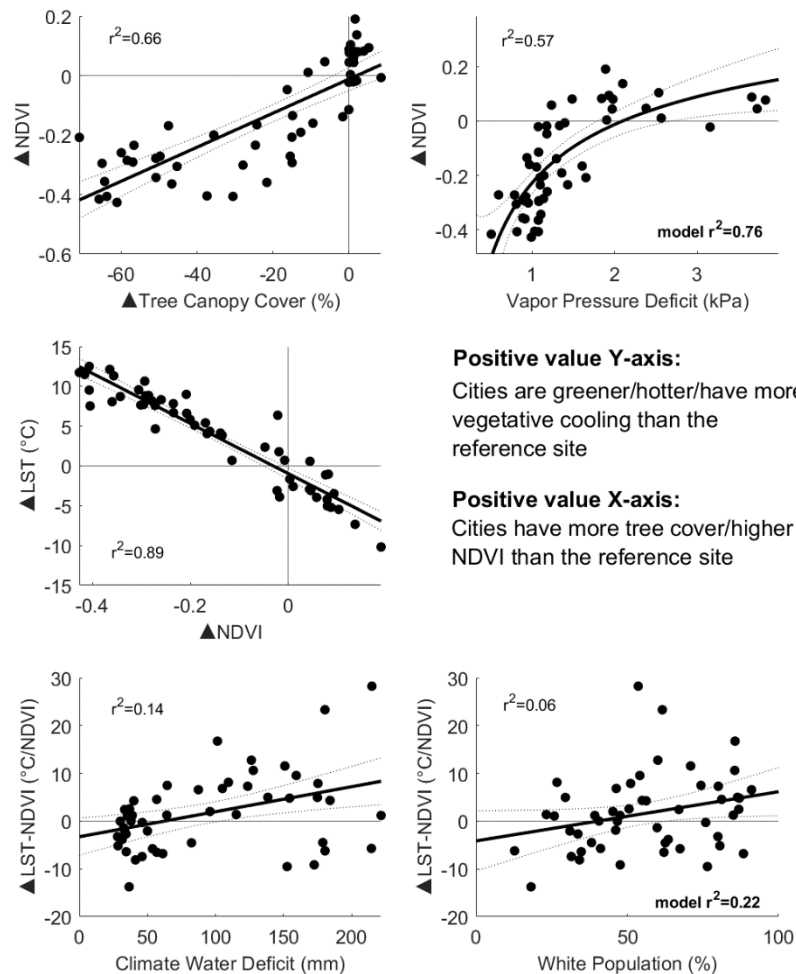 r²=0.66
0.2
0
-0.2
-0.4
-0.6
▲NDVI
-60
-40
-20
0
▲Tree Canopy Cover (%)
r²=0.57
0.2
0
-0.2
-0.4
▲NDVI
model r²=0.76
1
2
3
Vapor Pressure Deficit (kPa)
15
10
5
0
-5
-10
-15
▲LST (°C)
r²=0.89
-0.4
-0.2
0
▲NDVI
Positive value Y-axis:
Cities are greener/hotter/have more
vegetative cooling than the
reference site
Positive value X-axis:
Cities have more tree cover/higher
NDVI than the reference site
30
20
10
0
-10
-20
▲LST-NDVI (°C/NDVI)
r²=0.14
0
50
100
150
200
Climate Water Deficit (mm)
30
20
10
0
-10
-20
▲LST-NDVI (°C/NDVI)
r²=0.06
model r²=0.22
0
50
100
White Population (%)